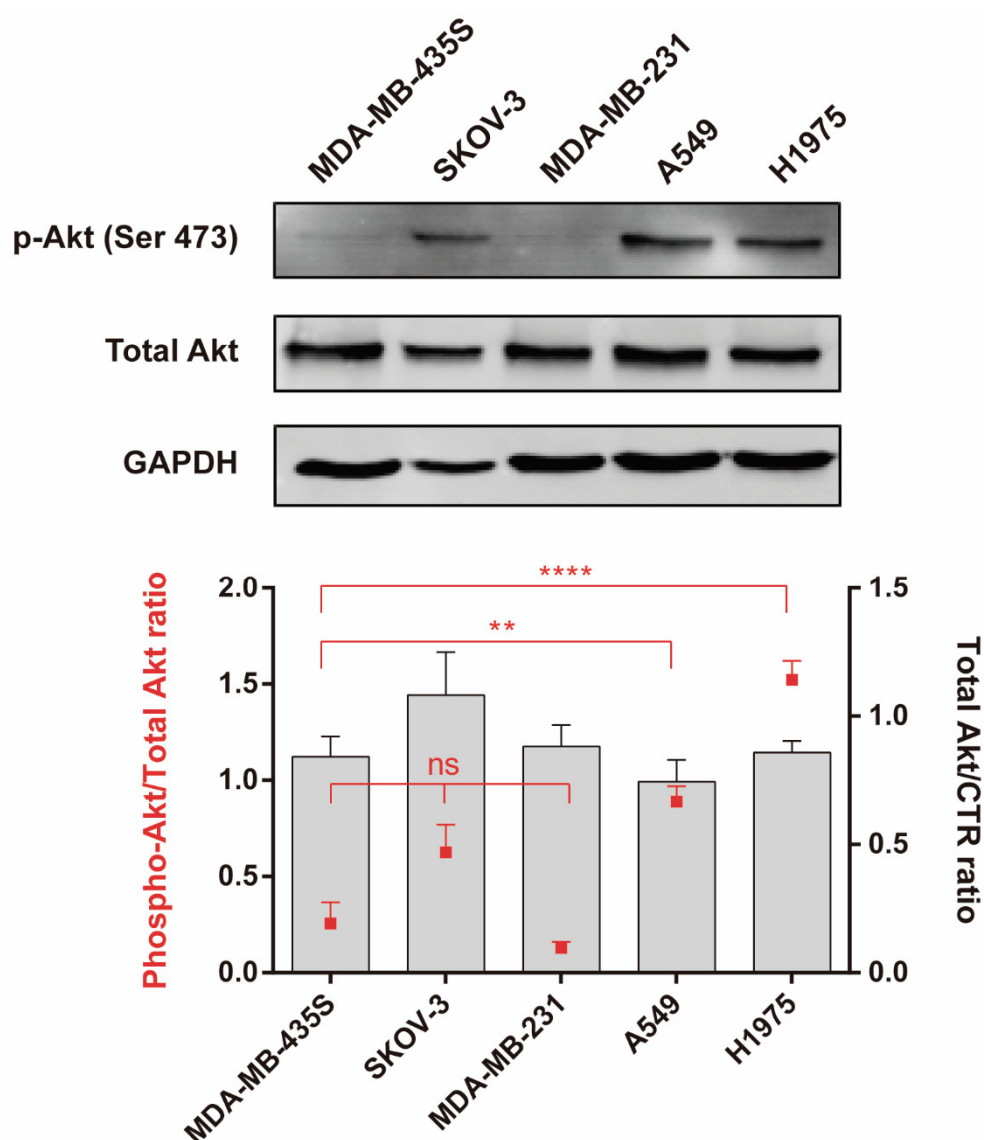 MDA-MB-435S
SKOV-3
MDA-MB-231
A549
H1975
p-Akt (Ser 473)
Total Akt
GAPDH
Phospho-Akt/Total Akt ratio
2.0
1.5
1.0
0.5
0.0
****
**
ns
1.5
1.0
0.5
0.0
Total Akt/CTR ratio
MDA-MB-435S
SKOV-3
MDA-MB-231
A549
H1975